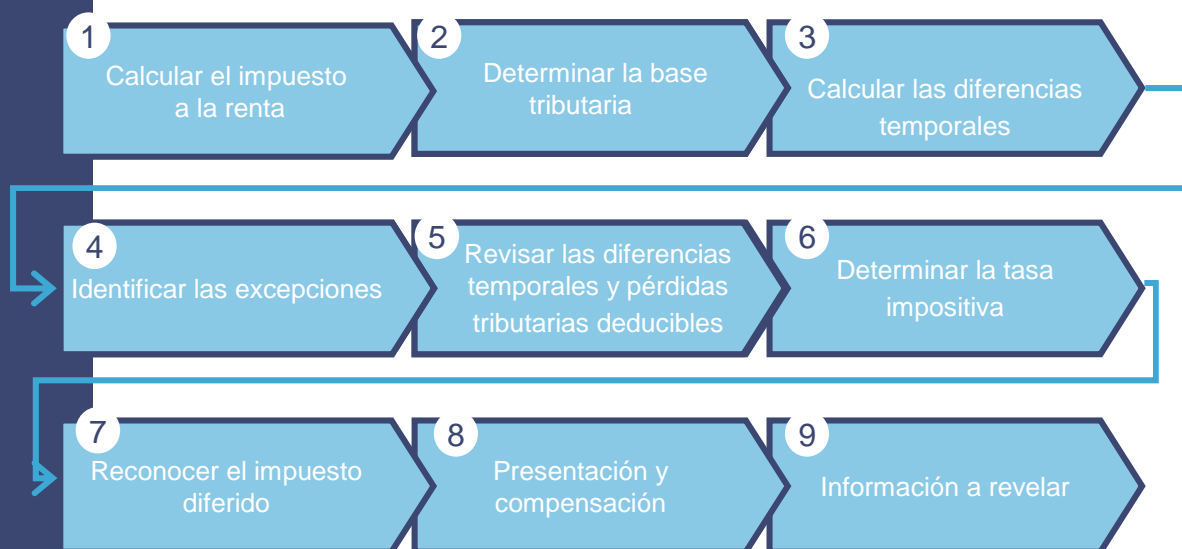 1
Calcular el impuesto
a la renta
2
Determinar la base
tributaria
3
Calcular las diferencias
temporales
4
Identificar las excepciones
5
Revisar las diferencias
temporales y pérdidas
tributarias deducibles
6
Determinar la tasa
impositiva
7
Reconocer el impuesto
diferido
8
Presentación y
compensación
9
Información a revelar